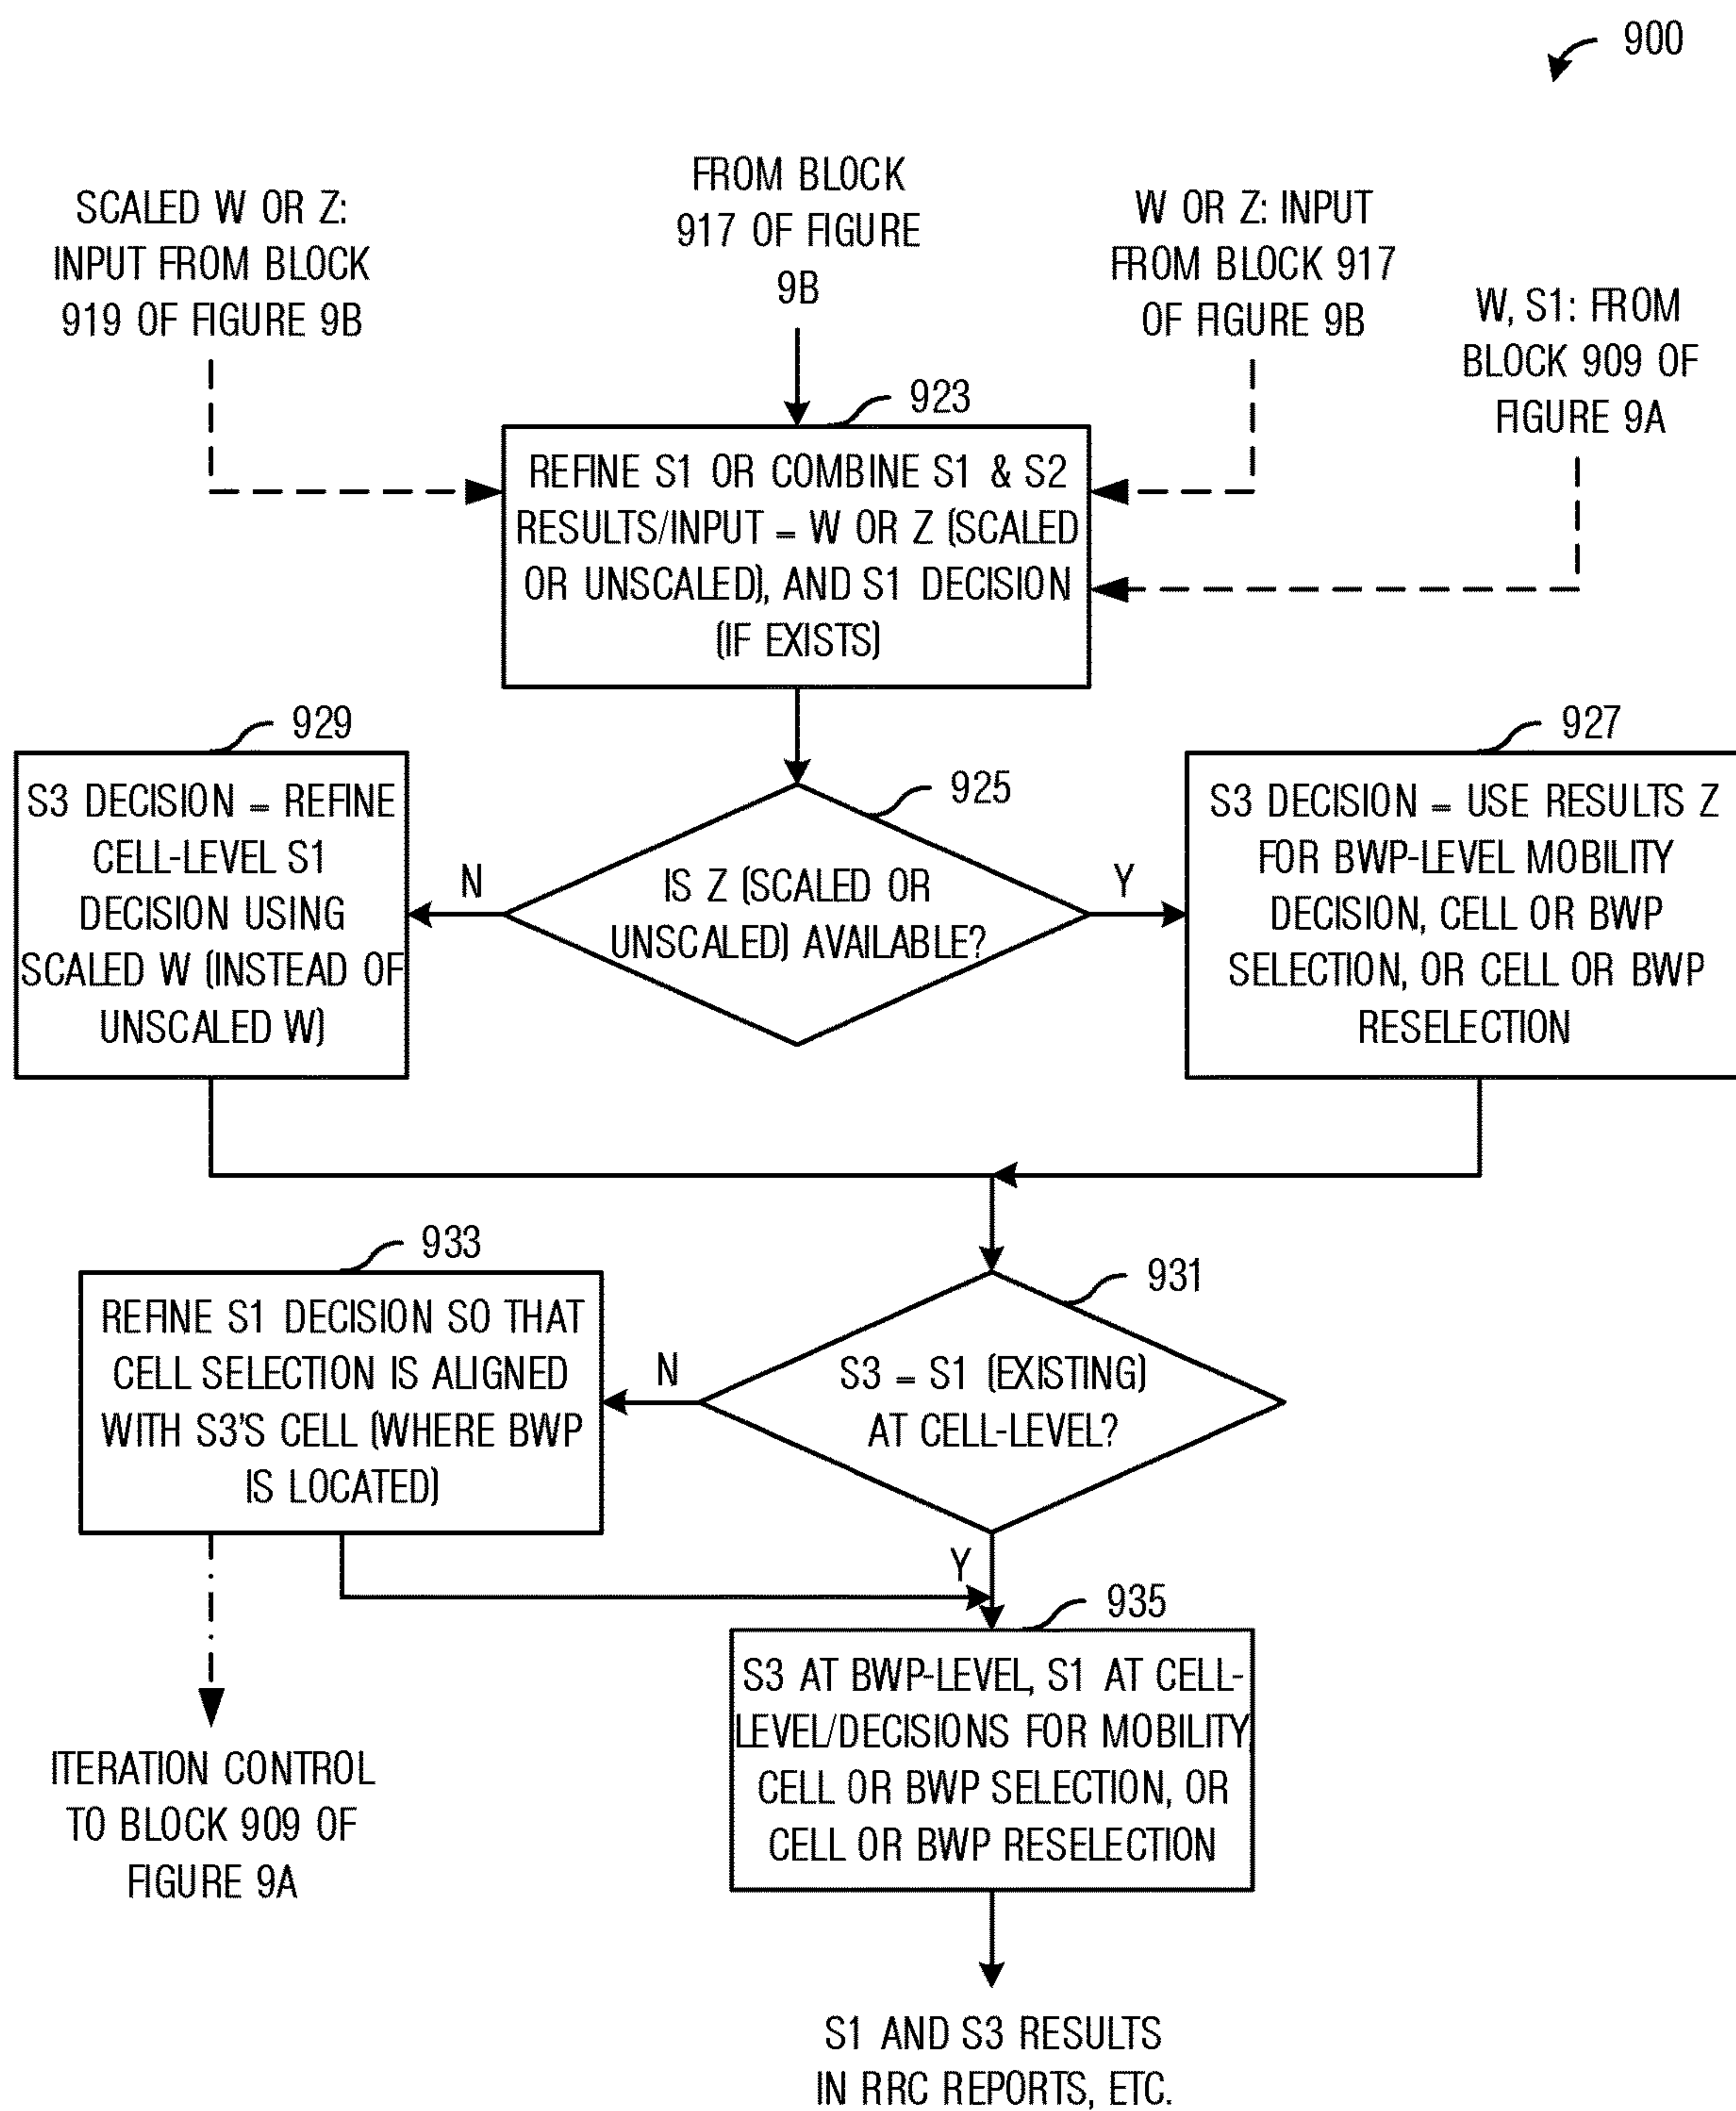 900
SCALED W OR Z:
INPUT FROM BLOCK
919 OF FIGURE 9B
FROM BLOCK
917 OF FIGURE
9B
W OR Z: INPUT
FROM BLOCK 917
OF FIGURE 9B
W, S1: FROM
BLOCK 909 OF
FIGURE 9A
923
REFINE S1 OR COMBINE S1 & S2
RESULTS/INPUT = W OR Z (SCALED
OR UNSCALED), AND S1 DECISION
(IF EXISTS)
929
S3 DECISION = REFINE
CELL-LEVEL S1
DECISION USING
SCALED W (INSTEAD OF
UNSCALED W)
N
925
IS Z (SCALED OR
UNSCALED) AVAILABLE?
Y
927
S3 DECISION = USE RESULTS Z
FOR BWP-LEVEL MOBILITY
DECISION, CELL OR BWP
SELECTION, OR CELL OR BWP
RESELECTION
933
REFINE S1 DECISION SO THAT
CELL SELECTION IS ALIGNED
WITH S3'S CELL (WHERE BWP
IS LOCATED)
N
931
S3 = S1 (EXISTING)
AT CELL-LEVEL?
Y
935
S3 AT BWP-LEVEL, S1 AT CELL-
LEVEL/DECISIONS FOR MOBILITY
CELL OR BWP SELECTION, OR
CELL OR BWP RESELECTION
ITERATION CONTROL
TO BLOCK 909 OF
FIGURE 9A
S1 AND S3 RESULTS
IN RRC REPORTS, ETC.